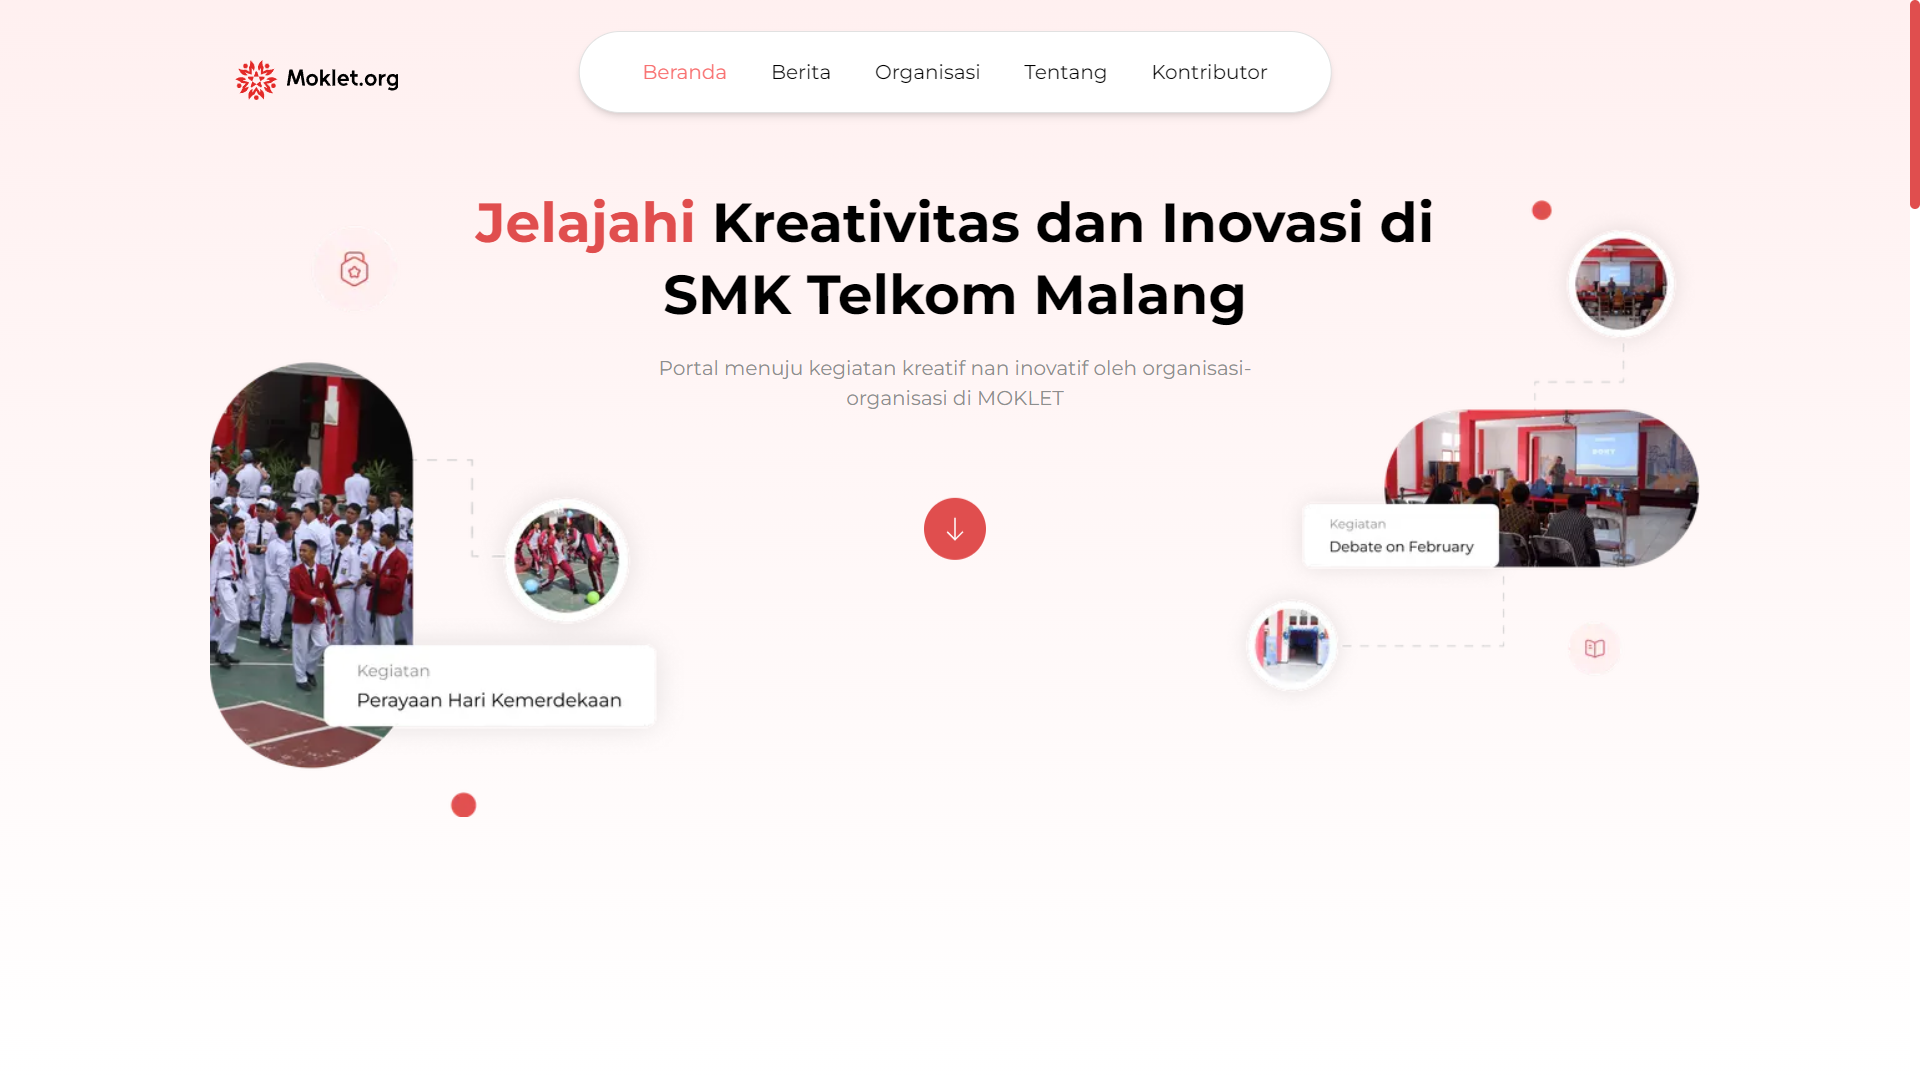 Moklet.org
Beranda
Berita
Organisasi
Tentang
Kontributor
Jelajahi Kreativitas dan Inovasi di
SMK Telkom Malang
Portal menuju kegiatan kreatif nan inovatif oleh organisasi-
organisasi di MOKLET
Kegiatan
Perayaan Hari Kemerdekaan
Kegiatan
Debate on February